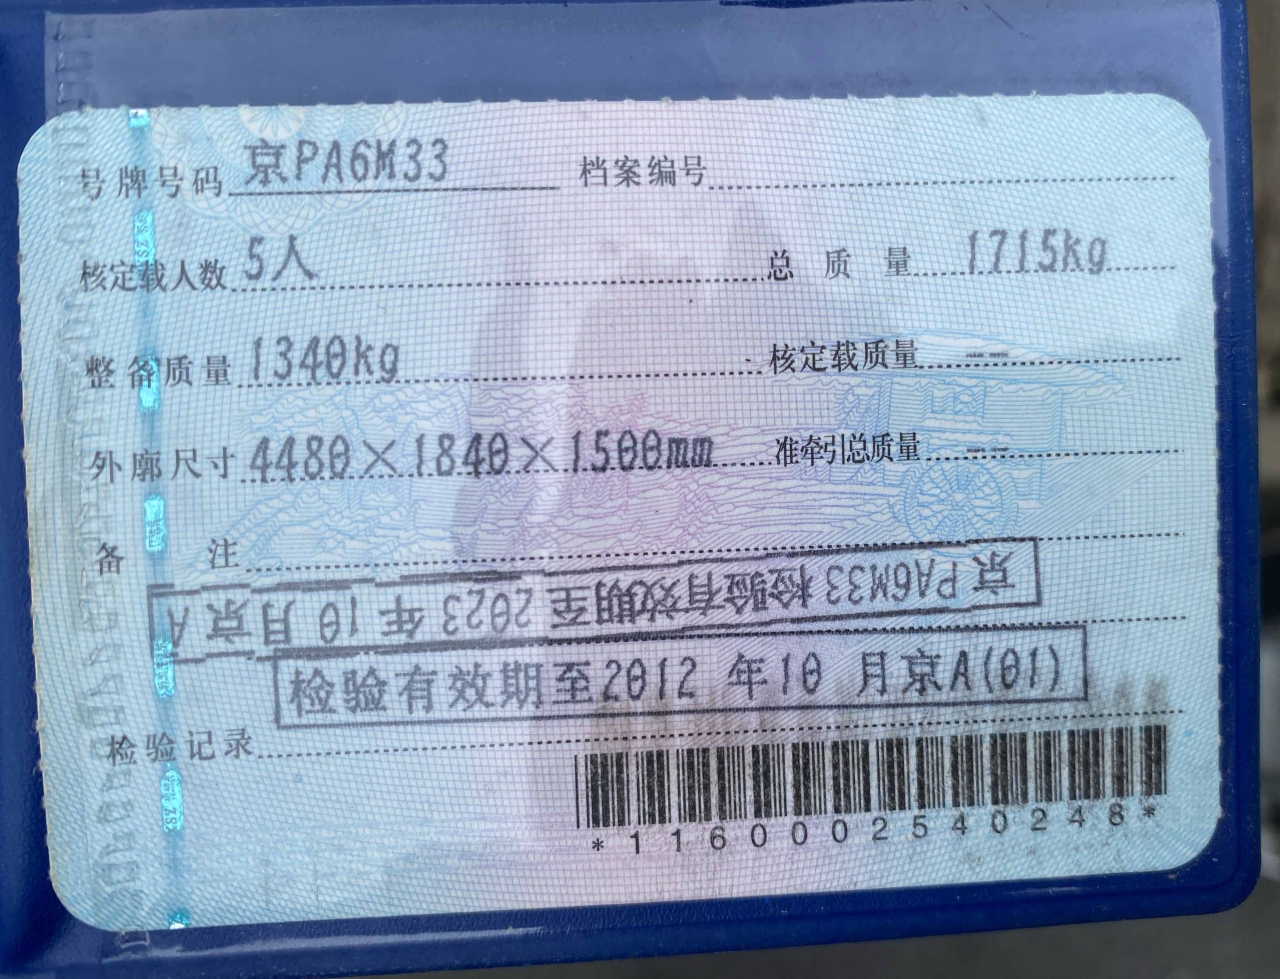 号牌号码 京PA6M33 档案编号
核定载人数 5人 总质量 1715kg
整备质量 1340kg 核定载质量 --
外廓尺寸 4480×1840×1500mm 准牵引总质量 --
备注
京PA6M33检验有效期至2023年10月京A
检验有效期至2012年10月京A(01)
检验记录
*1160002540248*